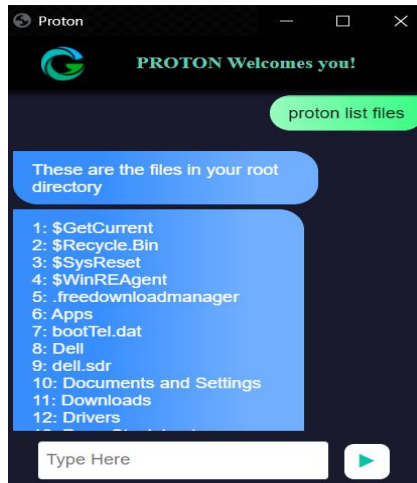 Proton
PROTON Welcomes you!
proton list files
These are the files in your root
directory
1: $GetCurrent
2: $Recycle.Bin
3: $SysReset
4: $WinREAgent
5: .freedownloadmanager
6: Apps
7: bootTel.dat
8: Dell
9: dell.sdr
10: Documents and Settings
11: Downloads
12: Drivers
Type Here